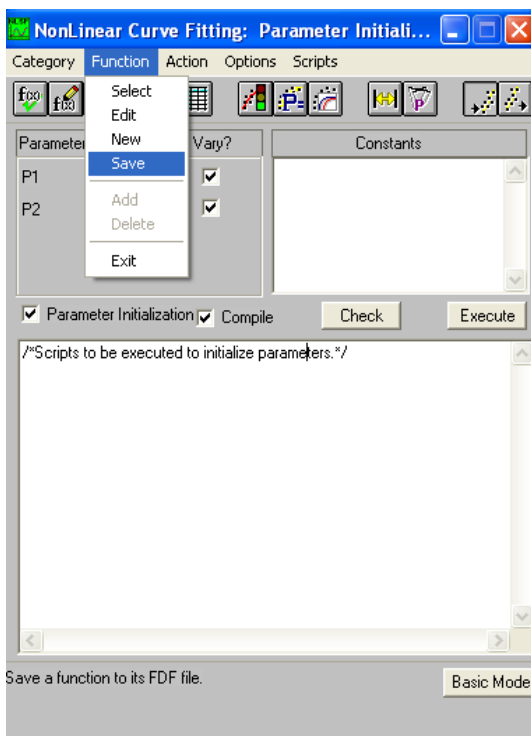 NonLinear Curve Fitting: Parameter Initiali...
Category Function Action Options Scripts
Select
Edit
New
Save
Add
Delete
Exit
Parameter Vary? Constants
P1
P2
Parameter Initialization Compile Check Execute
/*Scripts to be executed to initialize parameters.*/
Save a function to its FDF file.
Basic Mode